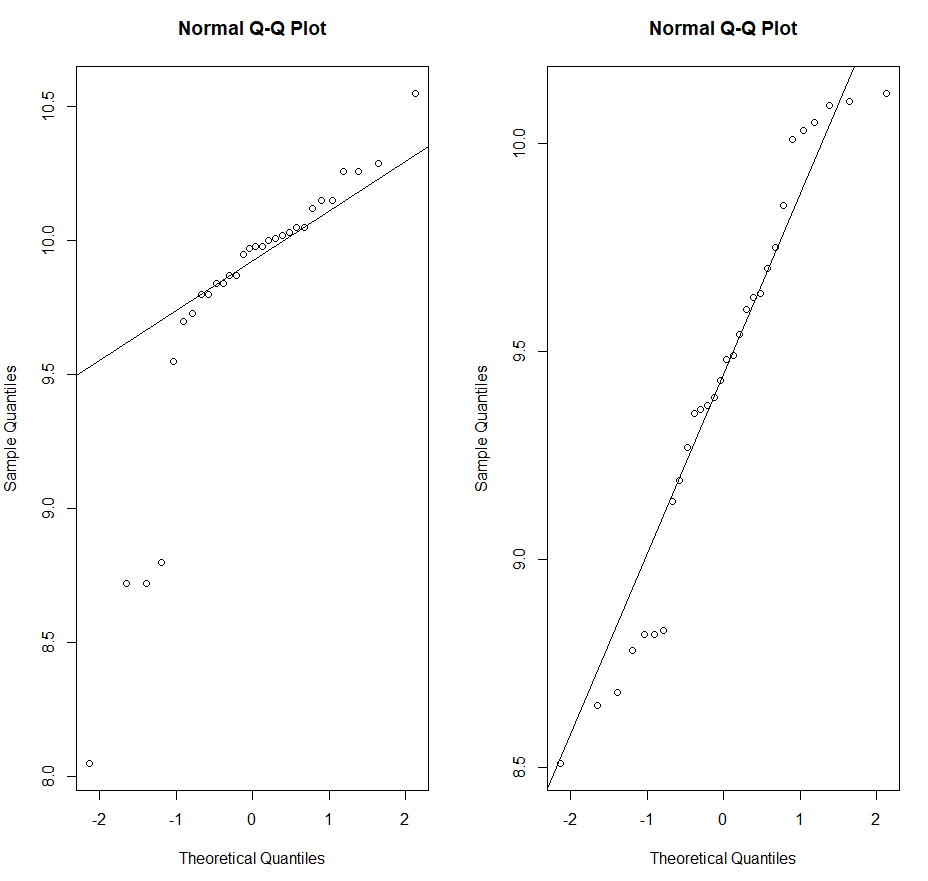 Normal Q-Q Plot
Sample Quantiles
10.5
10.0
9.5
9.0
8.5
8.0
-2 -1 0 1 2
Theoretical Quantiles
Normal Q-Q Plot
Sample Quantiles
10.0
9.5
9.0
8.5
-2 -1 0 1 2
Theoretical Quantiles